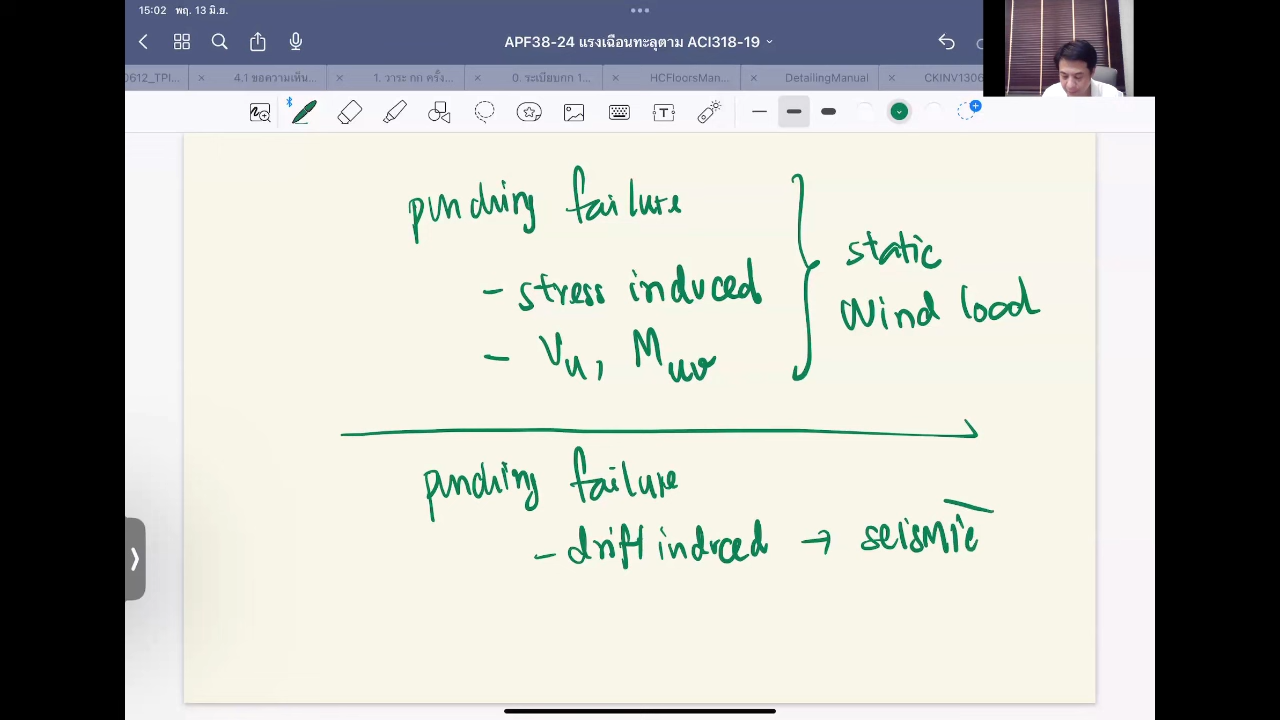 15:02 พฤ. 13 มิ.ย.
APF38-24 แรงเฉือนทะลุตาม ACI318-19
0612_TPI... 4.1 ขอความเห็น... 1. วาระ กก ครั้ง... 0. ระเบียบกก 1... HCFloorsMan... DetailingManual CKINV1306
punching failure
- stress induced
- Vu, Muv
static
Wind load
punching failure
- drift induced → seismic